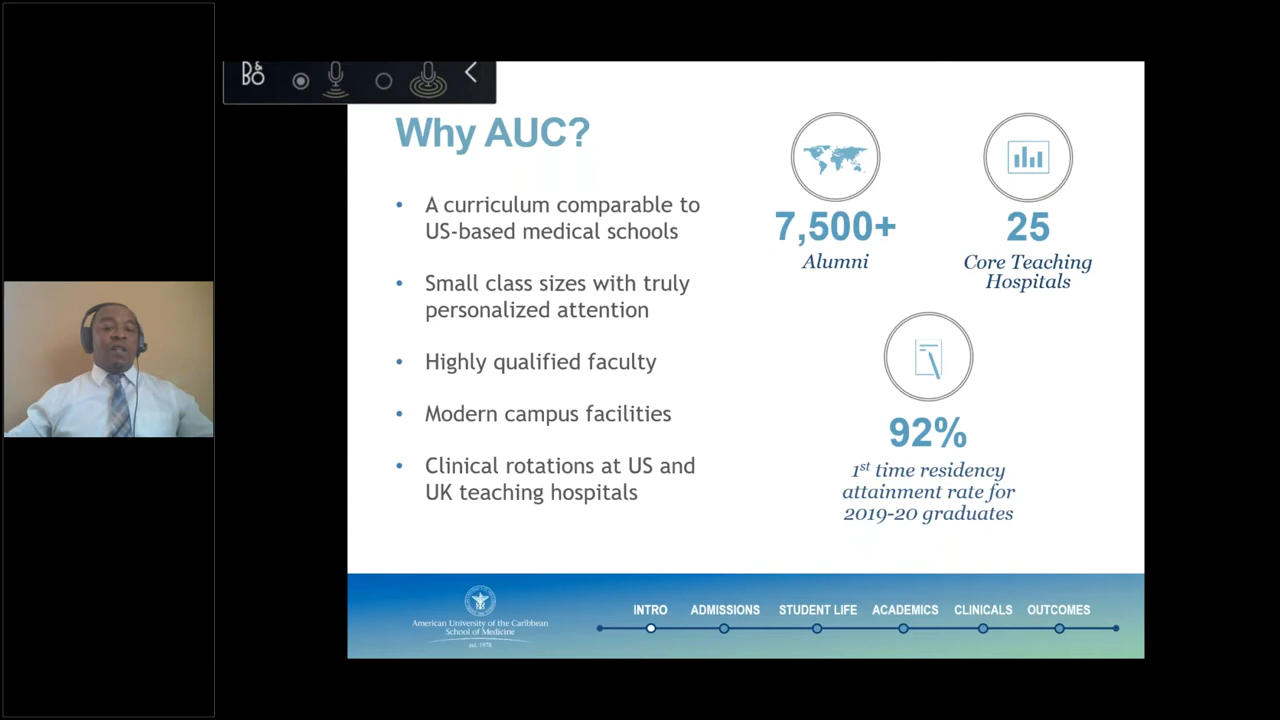 B&O
Why AUC?
• A curriculum comparable to
US-based medical schools
• Small class sizes with truly
personalized attention
• Highly qualified faculty
• Modern campus facilities
• Clinical rotations at US and
UK teaching hospitals
7,500+
Alumni
25
Core Teaching
Hospitals
92%
1st time residency
attainment rate for
2019-20 graduates
American University of the Caribbean
School of Medicine
est. 1978
INTRO ADMISSIONS STUDENT LIFE ACADEMICS CLINICALS OUTCOMES